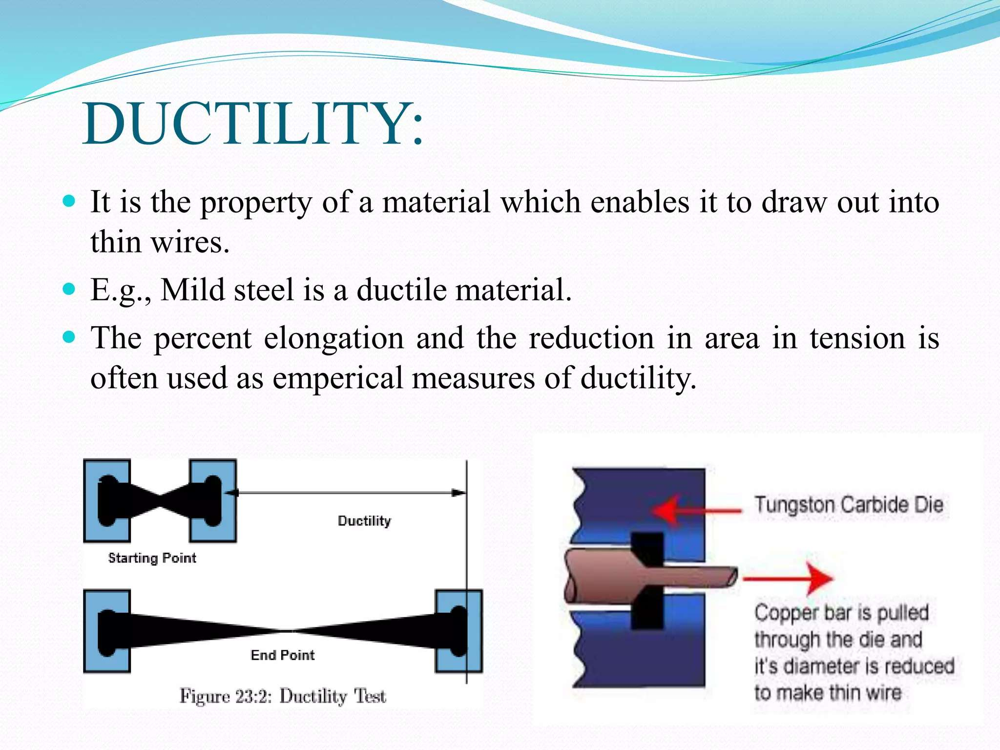 DUCTILITY:
It is the property of a material which enables it to draw out into
thin wires.
E.g., Mild steel is a ductile material.
The percent elongation and the reduction in area in tension is
often used as emperical measures of ductility.
Ductility
Starting Point
End Point
Figure 23:2: Ductility Test
Tungston Carbide Die
Copper bar is pulled
through the die and
it's diameter is reduced
to make thin wire